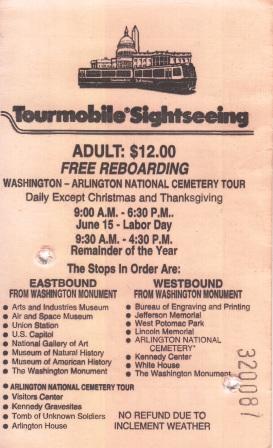 Tourmobile® Sightseeing
ADULT: $12.00
FREE REBOARDING
WASHINGTON – ARLINGTON NATIONAL CEMETERY TOUR
Daily Except Christmas and Thanksgiving
9:00 A.M. - 6:30 P.M..
June 15 - Labor Day
9:30 A.M. - 4:30 P.M.
Remainder of the Year
The Stops In Order Are:
EASTBOUND
FROM WASHINGTON MONUMENT
● Arts and Industries Museum
● Air and Space Museum
● Union Station
● U.S. Capitol
● National Gallery of Art
● Museum of Natural History
● Museum of American History
● The Washington Monument
WESTBOUND
FROM WASHINGTON MONUMENT
● Bureau of Engraving and Printing
● Jefferson Memorial
● West Potomac Park
● Lincoln Memorial
● ARLINGTON NATIONAL
CEMETERY*
● Kennedy Center
● White House
● The Washington Monument
● ARLINGTON NATIONAL CEMETERY TOUR
● Visitors Center
● Kennedy Gravesites
● Tomb of Unknown Soldiers
● Arlington House
NO REFUND DUE TO
INCLEMENT WEATHER
320081